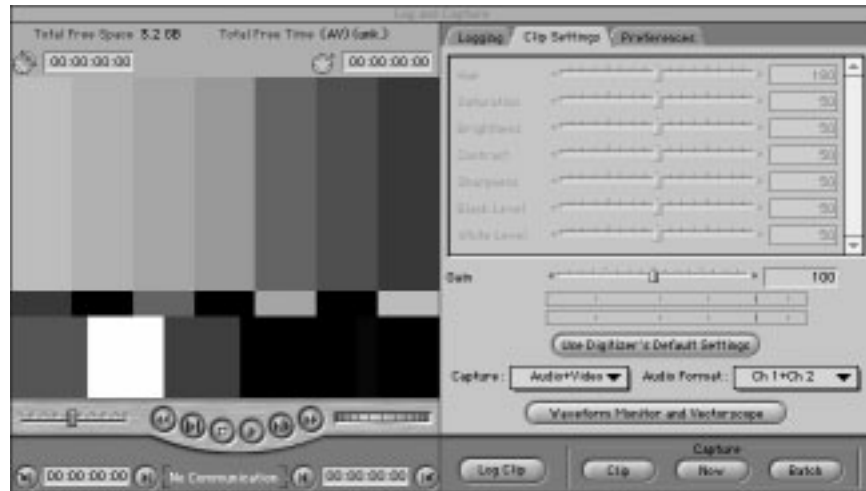 Log and Capture
Total Free Space 8.2 GB Total Free Time (AV) (unk.)
00:00:00:00 00:00:00:00
Logging Clip Settings Preferences
Hue 180
Saturation 50
Brightness 50
Contrast 50
Sharpness 50
Black Level 50
White Level 50
Gain 100
Use Digitizer's Default Settings
Capture: Audio+Video Audio Format: Ch 1+Ch 2
Waveform Monitor and Vectorscope
00:00:00:00 No Communication 00:00:00:00
Log Clip
Capture
Clip Now Batch